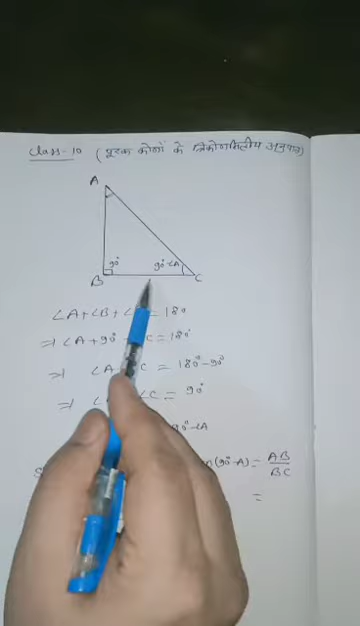 Class-10 (पूरक कोणों के त्रिकोणमितीय अनुपात)
A
90° 90°-∠A
B C
∠A+∠B+∠ = 180
⇒ ∠A+90° C = 180°
⇒ ∠A C = 180°-90°
⇒ ∠A ∠C = 90°
90°-∠A
(90°-A) = AB/BC
=